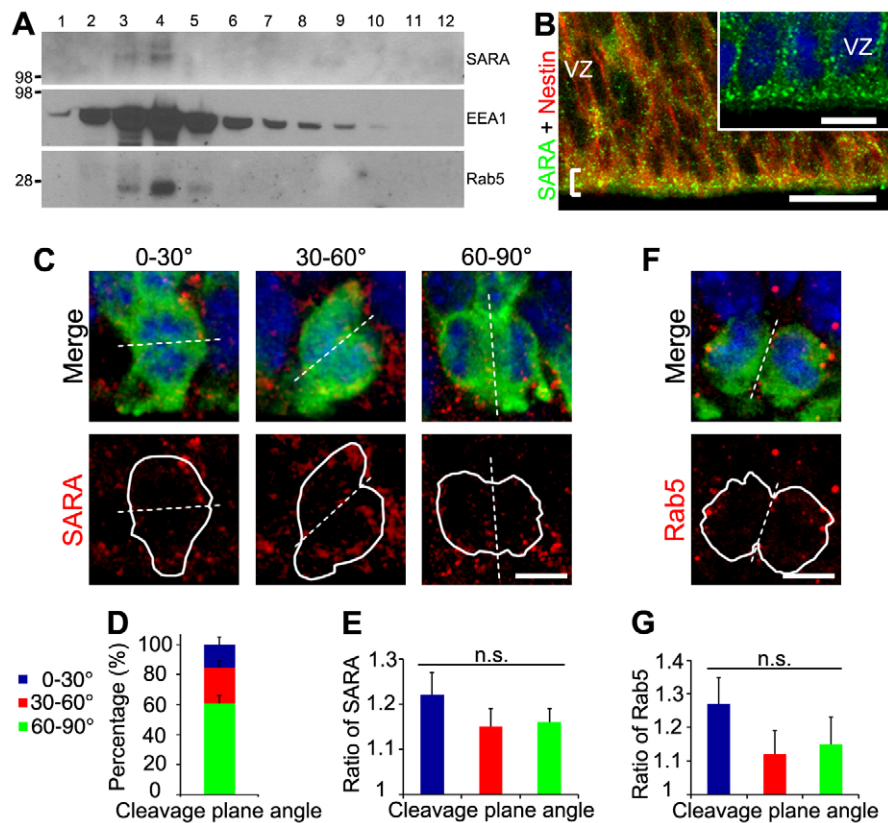 A
1 2 3 4 5 6 7 8 9 10 11 12
SARA
98
98
EEA1
28
Rab5
B
SARA + Nestin
VZ
VZ
C
0-30° 30-60° 60-90°
Merge
SARA
F
Merge
Rab5
D
0-30°
30-60°
60-90°
Percentage (%)
100
80
60
40
20
0
Cleavage plane angle
E
Ratio of SARA
1.3
1.2
1.1
1
n.s.
Cleavage plane angle
G
Ratio of Rab5
1.4
1.3
1.2
1.1
1
n.s.
Cleavage plane angle